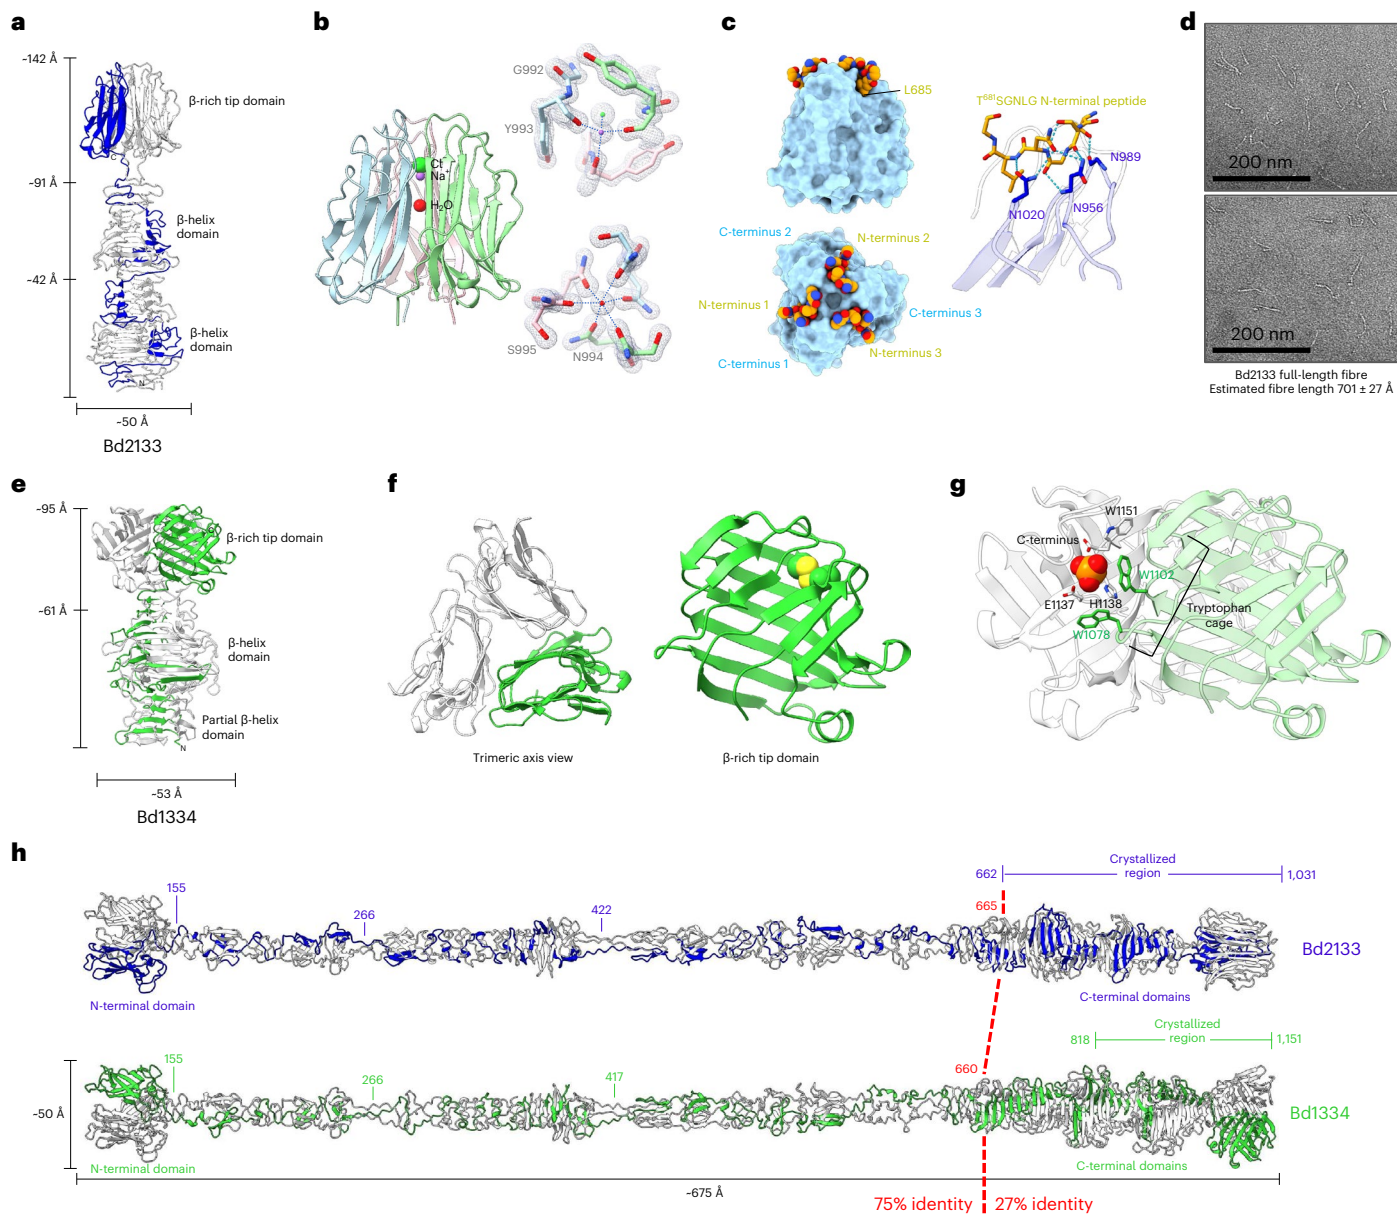 a
~142 Å
~91 Å
~42 Å
β-rich tip domain
C
β-helix
domain
β-helix
domain
N
~50 Å
Bd2133
b
Cl⁻
Na⁺
H₂O
G992
Y993
S995
N994
c
L685
C-terminus 2
N-terminus 2
N-terminus 1
C-terminus 3
N-terminus 3
C-terminus 1
T⁶⁸¹SGNLG N-terminal peptide
N989
N956
N1020
d
200 nm
200 nm
Bd2133 full-length fibre
Estimated fibre length 701 ± 27 Å
e
~95 Å
~61 Å
β-rich tip domain
β-helix
domain
Partial β-helix
domain
N
~53 Å
Bd1334
f
Trimeric axis view
β-rich tip domain
g
W1151
C-terminus
W1102
E1137
H1138
W1078
Tryptophan
cage
h
155
266
422
662
665
Crystallized
region
1,031
Bd2133
N-terminal domain
C-terminal domains
155
266
417
660
818
Crystallized
region
1,151
~50 Å
Bd1334
N-terminal domain
C-terminal domains
~675 Å
75% identity
27% identity